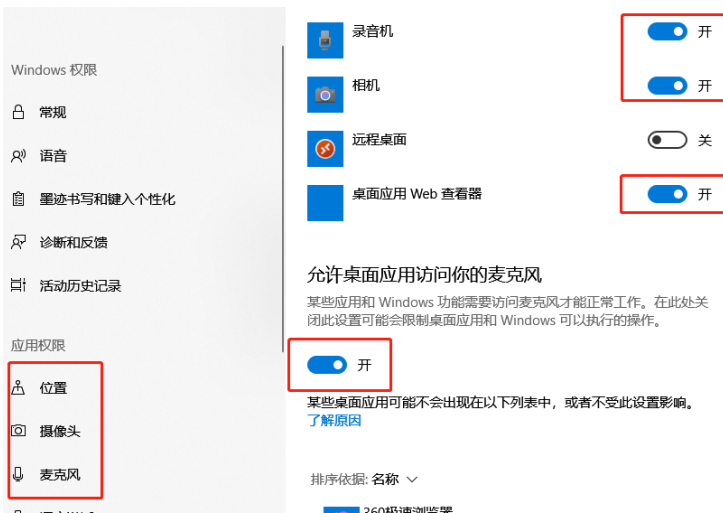 Windows 权限
常规
语音
墨迹书写和键入个性化
诊断和反馈
活动历史记录
应用权限
位置
摄像头
麦克风
录音机
开
相机
开
远程桌面
关
桌面应用 Web 查看器
开
允许桌面应用访问你的麦克风
某些应用和 Windows 功能需要访问麦克风才能正常工作。在此处关
闭此设置可能会限制桌面应用和 Windows 可以执行的操作。
开
某些桌面应用可能不会出现在以下列表中，或者不受此设置影响。
了解原因
排序依据: 名称
360极速浏览器